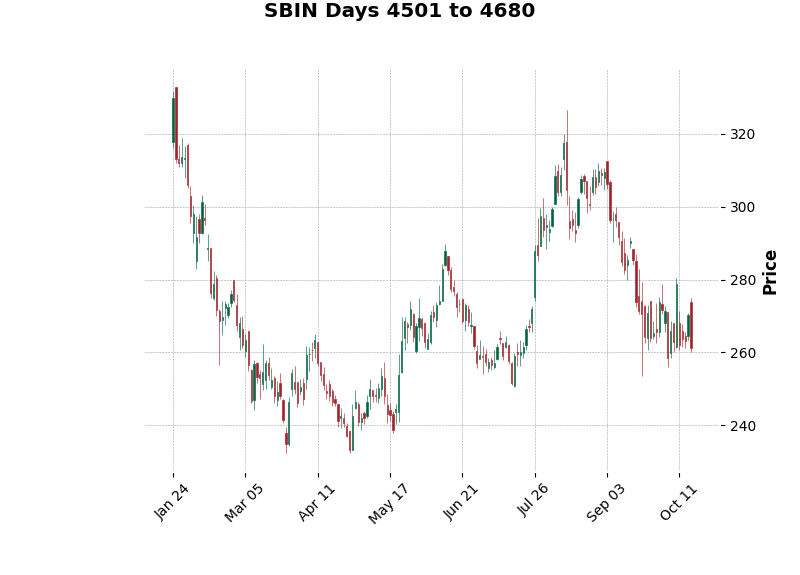 SBIN Days 4501 to 4680
320
300
280
260
240
Price
Jan 24
Mar 05
Apr 11
May 17
Jun 21
Jul 26
Sep 03
Oct 11